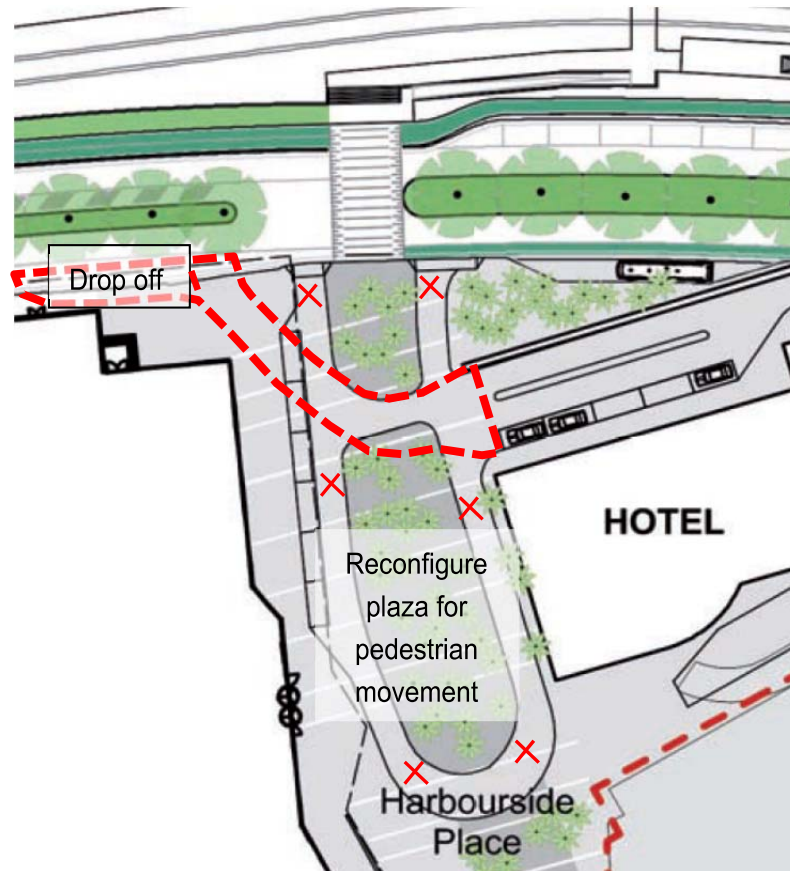 Drop off
HOTEL
Reconfigure
plaza for
pedestrian
movement
Harbourside
Place